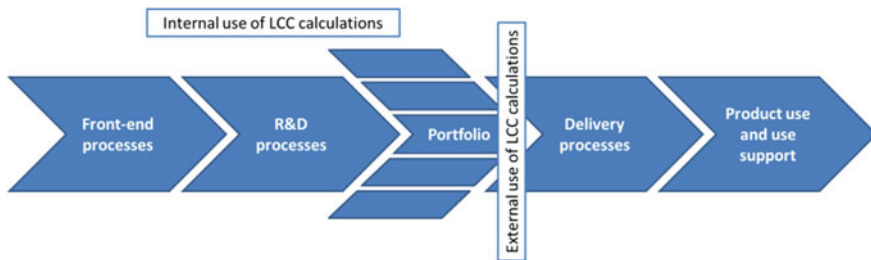 Internal use of LCC calculations
Front-end
processes
R&D
processes
Portfolio
External use of LCC calculations
Delivery
processes
Product use
and use
support